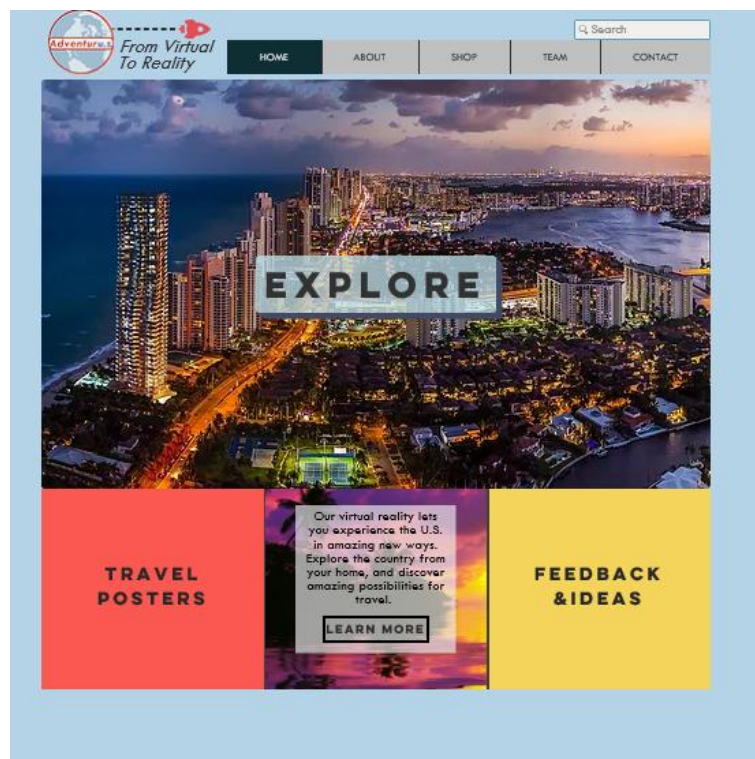 Adventuru.s.
From Virtual
To Reality
Search
HOME ABOUT SHOP TEAM CONTACT
EXPLORE
TRAVEL
POSTERS
Our virtual reality lets
you experience the U.S.
in amazing new ways.
Explore the country from
your home, and discover
amazing possibilities for
travel.
LEARN MORE
FEEDBACK
&IDEAS